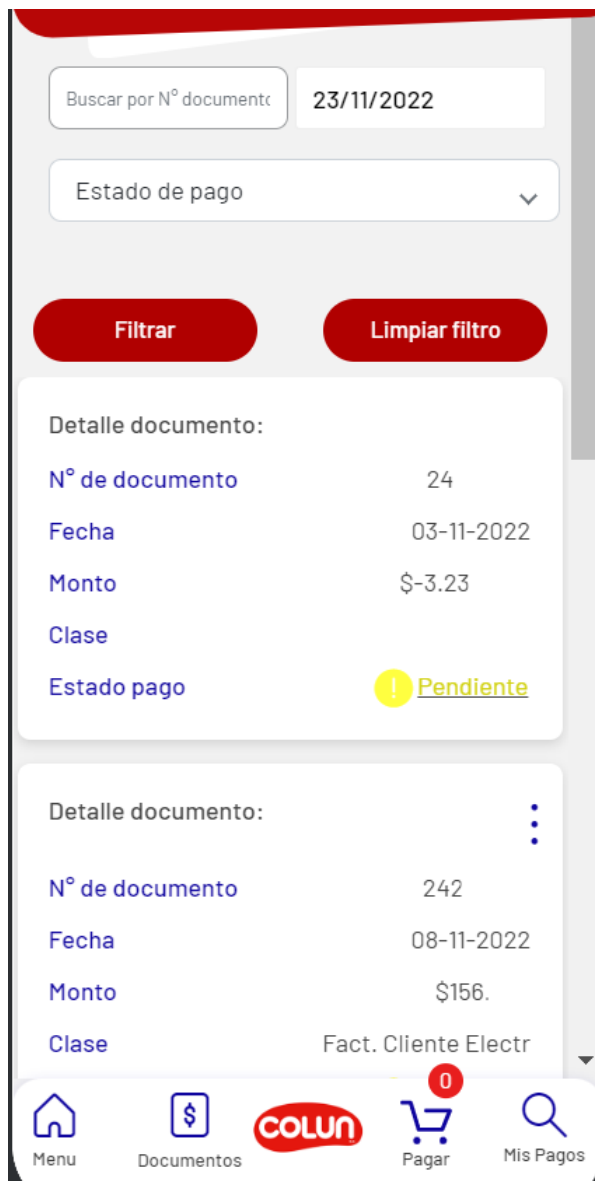 Buscar por N° documento 23/11/2022
Estado de pago
Filtrar Limpiar filtro
Detalle documento:
N° de documento 24
Fecha 03-11-2022
Monto $-3.23
Clase
Estado pago ! Pendiente
Detalle documento:
N° de documento 242
Fecha 08-11-2022
Monto $156.
Clase Fact. Cliente Electr
0
COLUN
Menu Documentos Pagar Mis Pagos